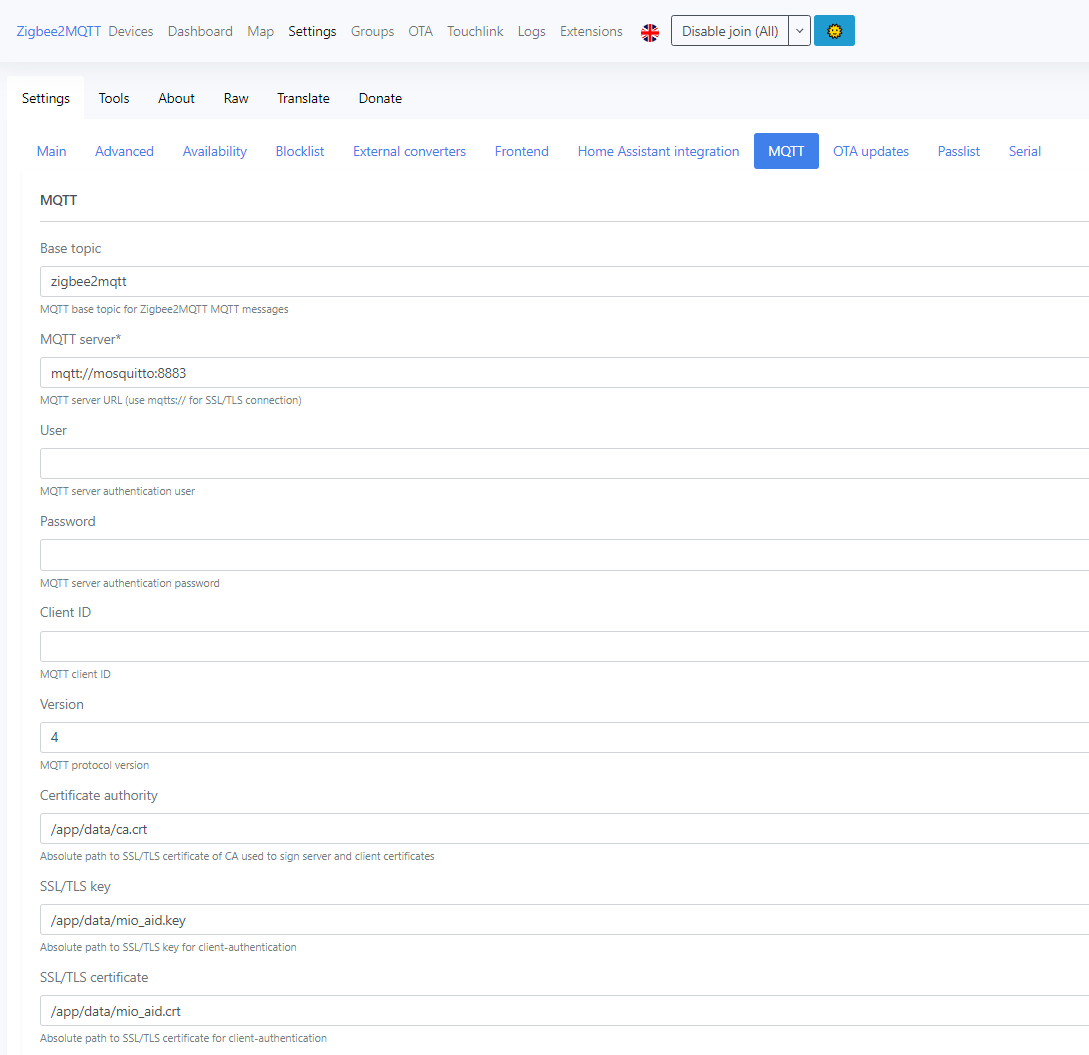 Zigbee2MQTT Devices Dashboard Map Settings Groups OTA Touchlink Logs Extensions Disable join (All)
Settings Tools About Raw Translate Donate
Main Advanced Availability Blocklist External converters Frontend Home Assistant integration MQTT OTA updates Passlist Serial
MQTT
Base topic
zigbee2mqtt
MQTT base topic for Zigbee2MQTT MQTT messages
MQTT server*
mqtt://mosquitto:8883
MQTT server URL (use mqtts:// for SSL/TLS connection)
User
MQTT server authentication user
Password
MQTT server authentication password
Client ID
MQTT client ID
Version
4
MQTT protocol version
Certificate authority
/app/data/ca.crt
Absolute path to SSL/TLS certificate of CA used to sign server and client certificates
SSL/TLS key
/app/data/mio_aid.key
Absolute path to SSL/TLS key for client-authentication
SSL/TLS certificate
/app/data/mio_aid.crt
Absolute path to SSL/TLS certificate for client-authentication